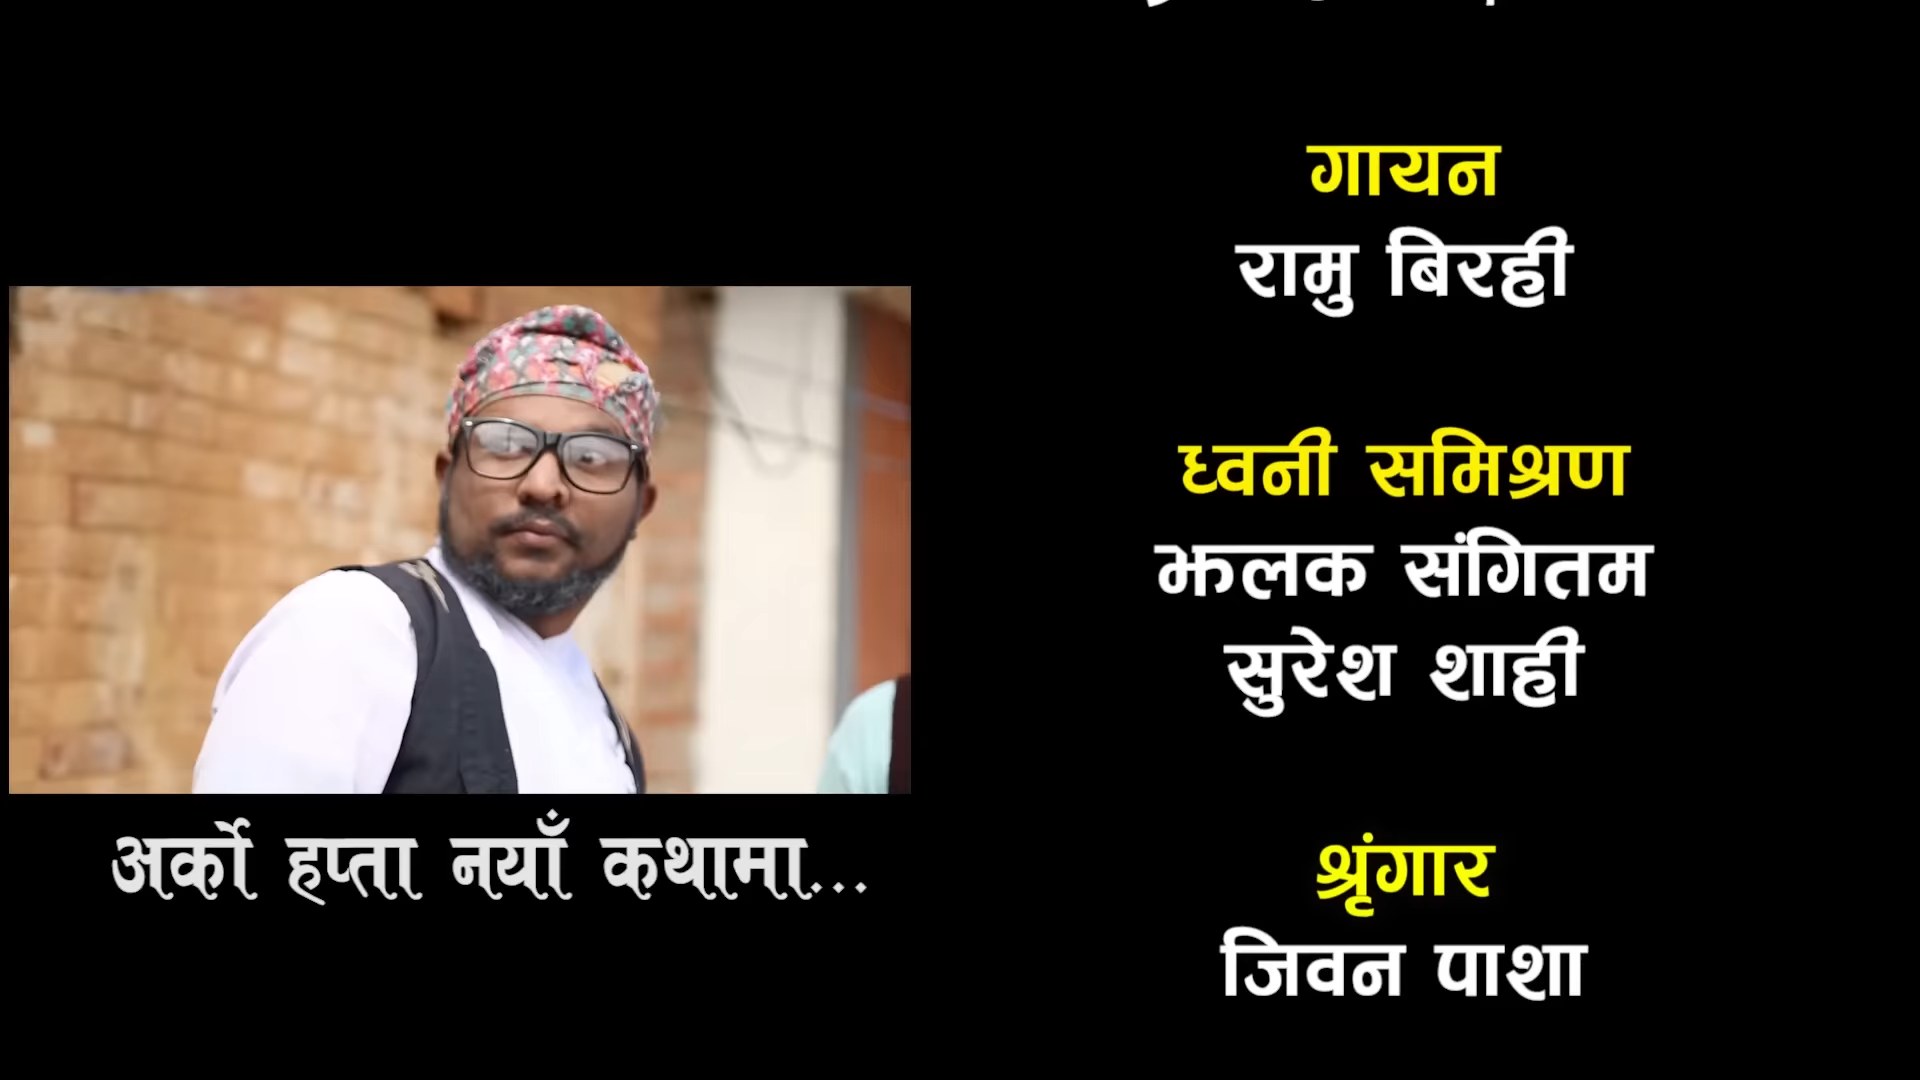 गायन
रामु बिरही
ध्वनी समिश्रण
झलक संगितम
सुरेश शाही
श्रृंगार
जिवन पाशा
अर्को हप्ता नयाँ कथामा...